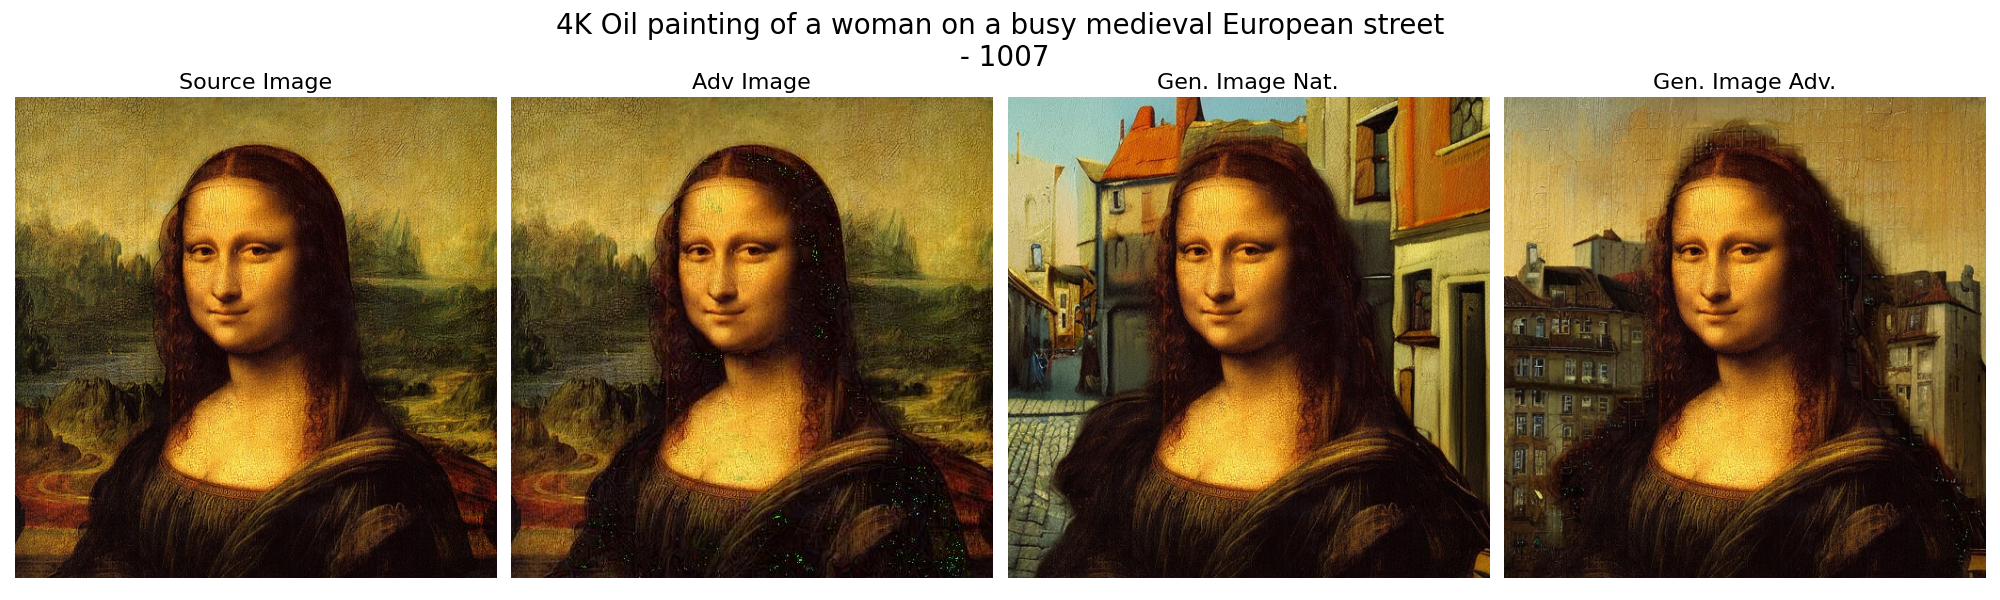 4K Oil painting of a woman on a busy medieval European street
- 1007
Source Image
Adv Image
Gen. Image Nat.
Gen. Image Adv.